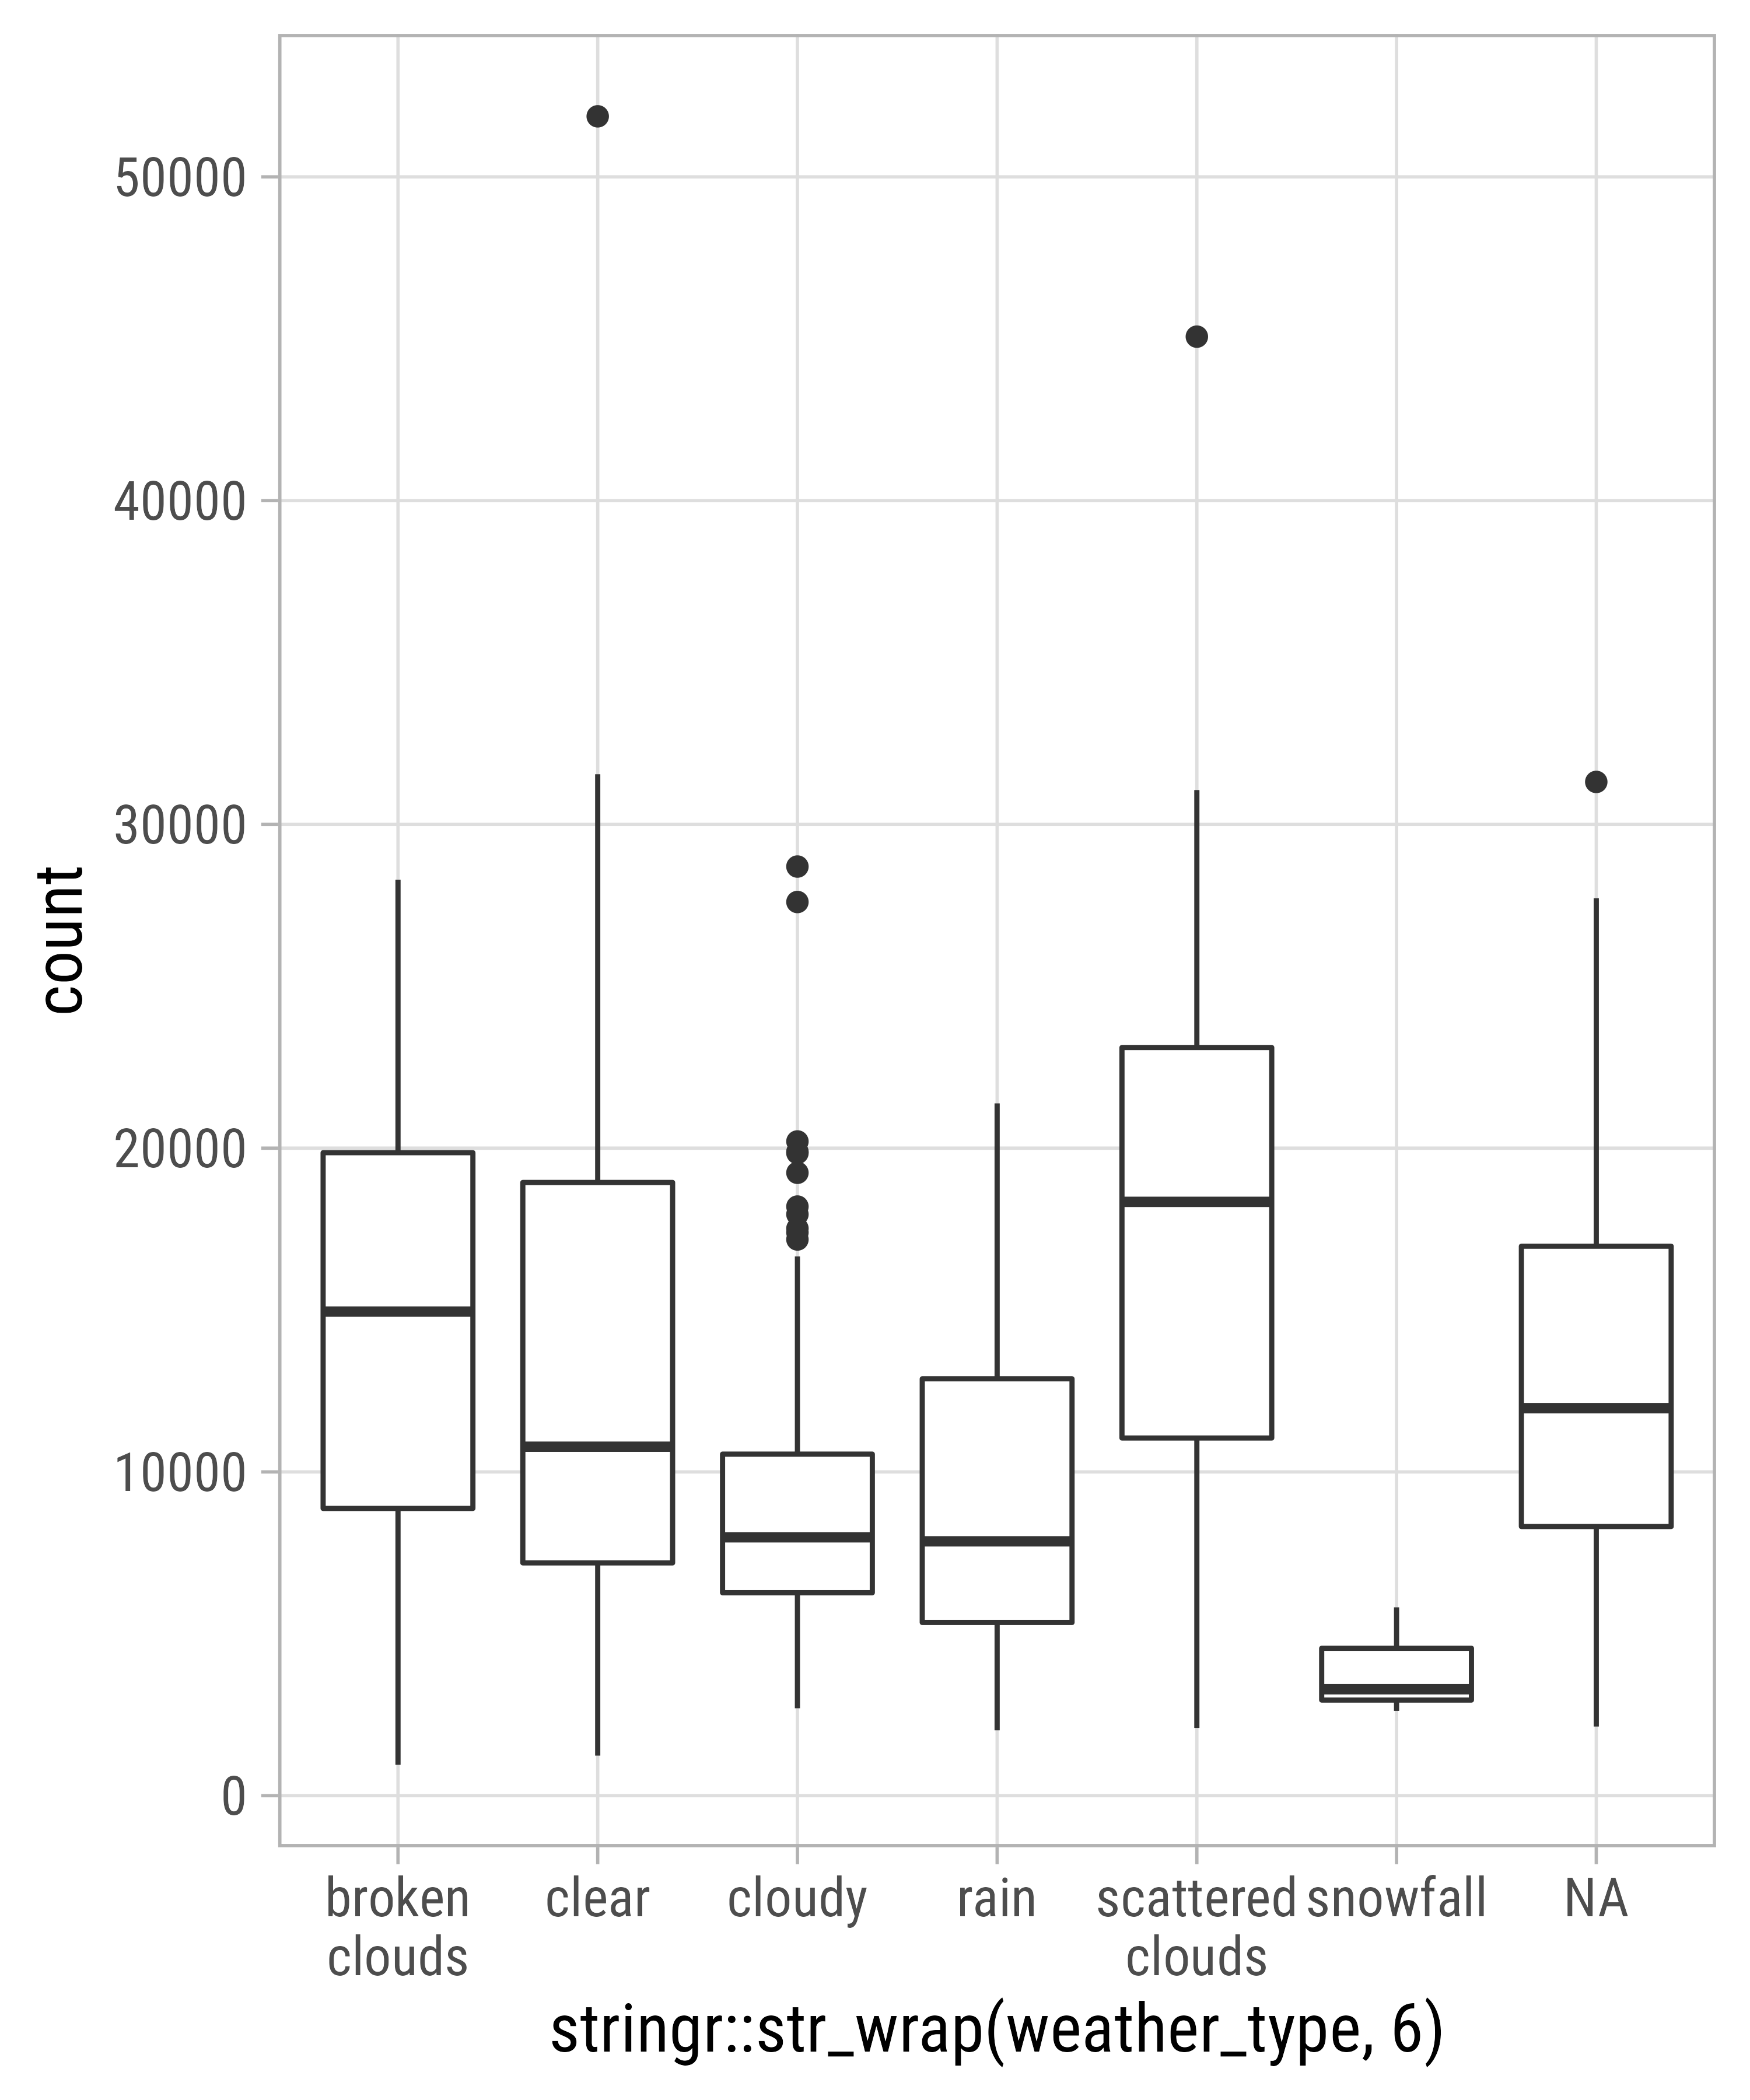 50000
40000
30000
20000
10000
0
count
broken clouds
clear
cloudy
rain
scattered clouds
snowfall
NA
stringr::str_wrap(weather_type, 6)